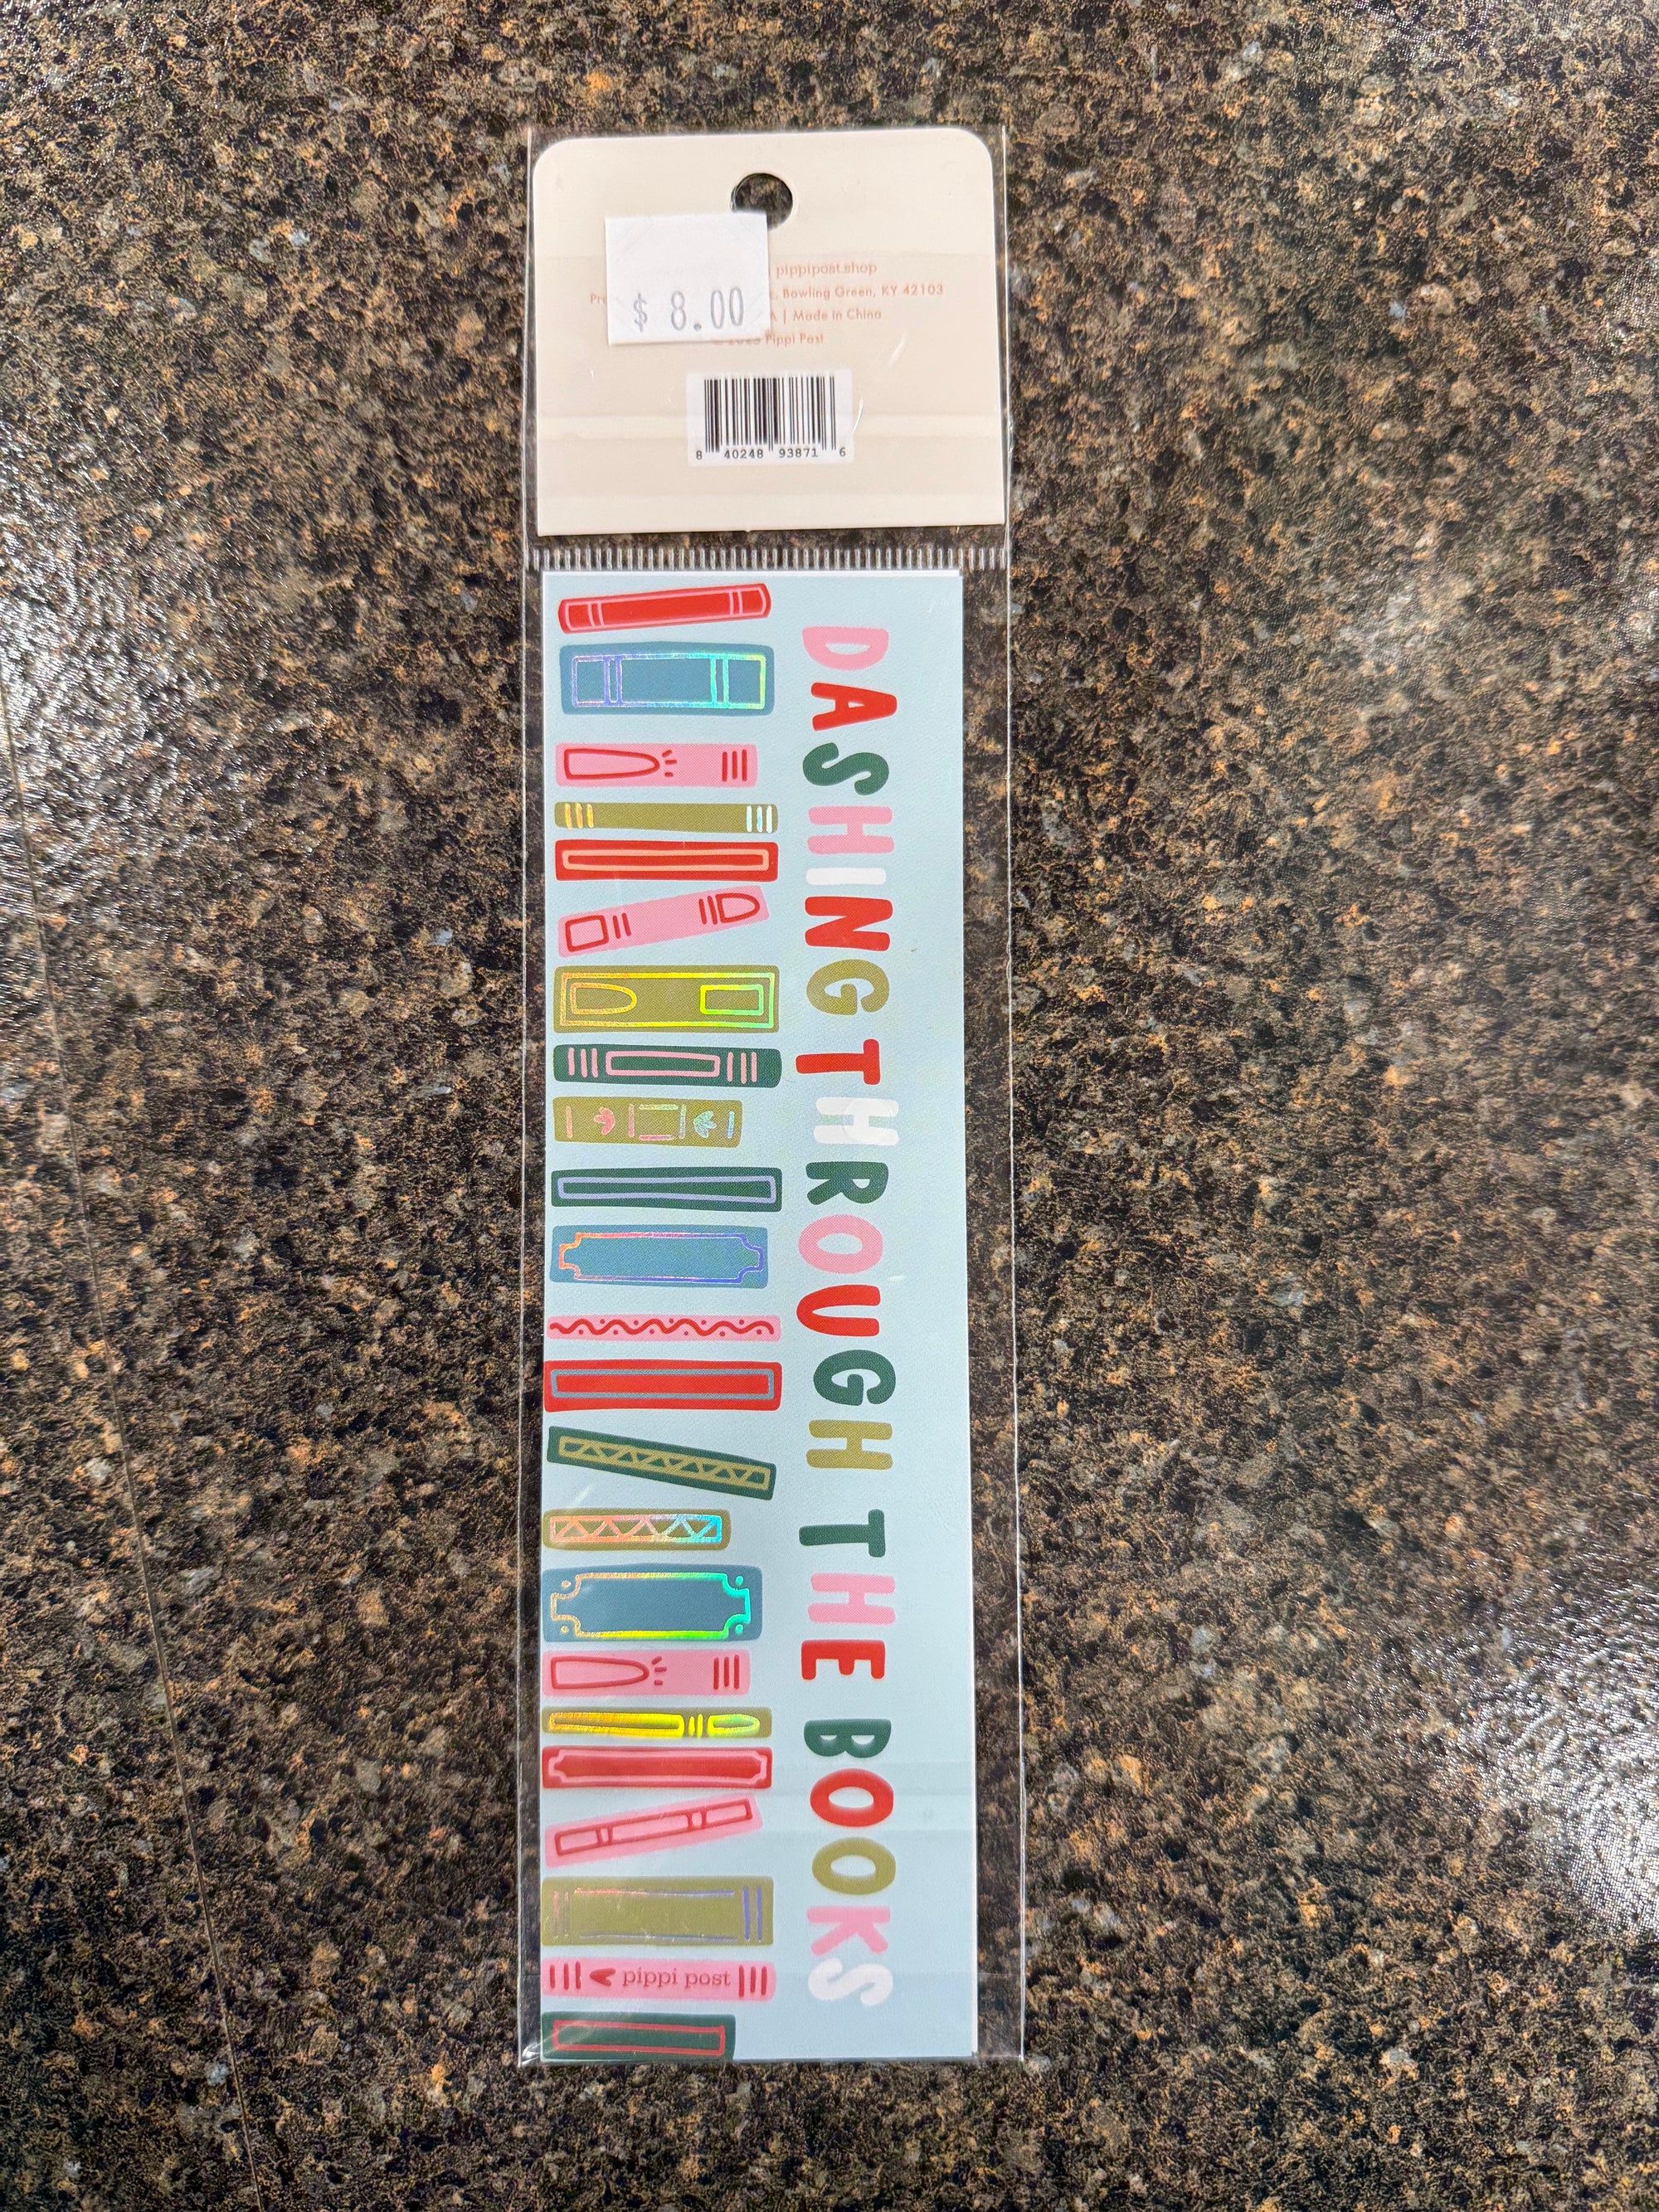 pippipost.shop
$ 8.00
Bowling Green, KY 42103
| Made in China
Pippi Post
8 40248 93871 6
DASHING THROUGH THE BOOKS
pippi post